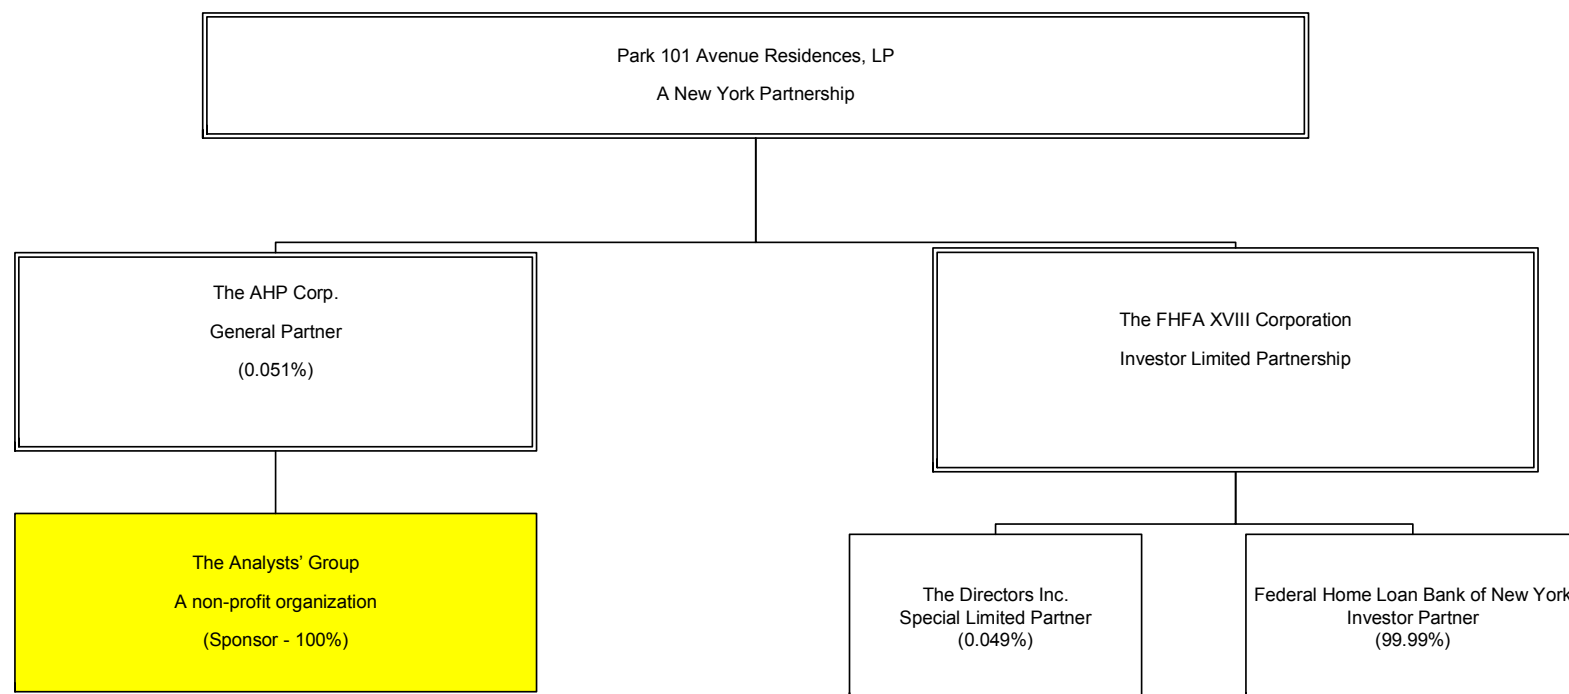 Park 101 Avenue Residences, LP
A New York Partnership
The AHP Corp.
General Partner
(0.051%)
The FHFA XVIII Corporation
Investor Limited Partnership
The Analysts’ Group
A non-profit organization
(Sponsor - 100%)
The Directors Inc.
Special Limited Partner
(0.049%)
Federal Home Loan Bank of New York
Investor Partner
(99.99%)